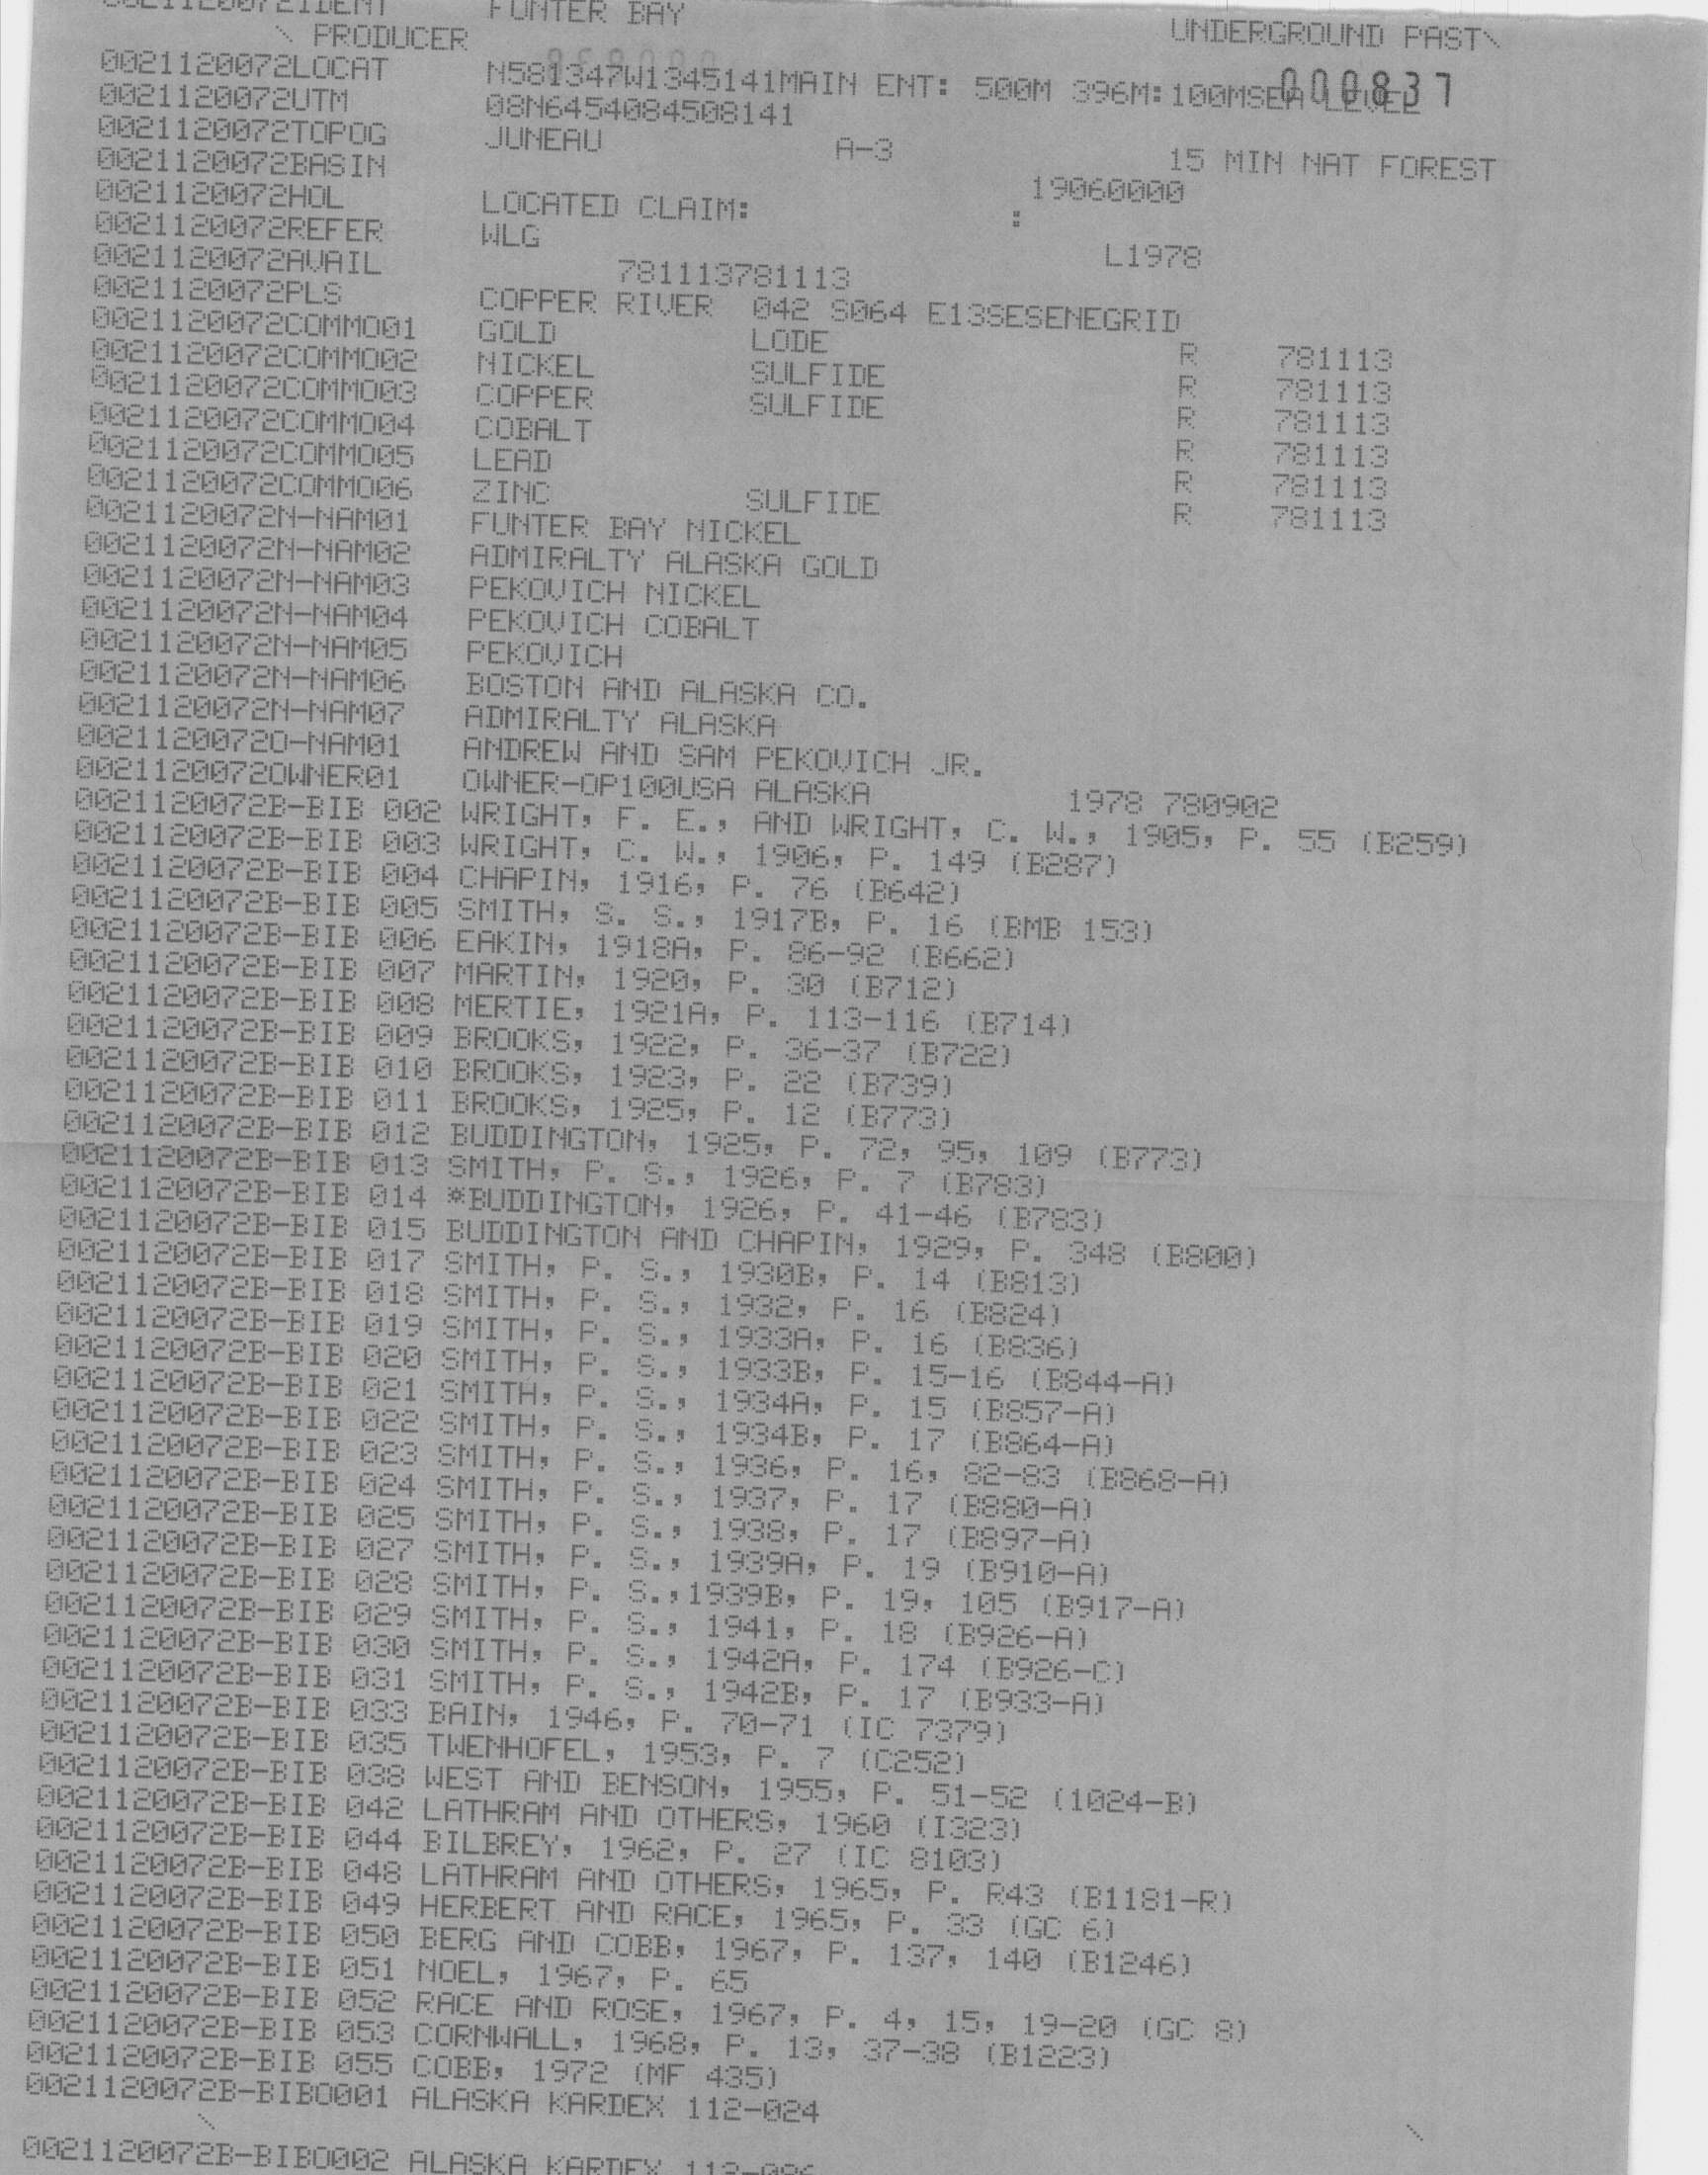 0021120072IDENT FUNTER BAY UNDERGROUND PAST\
\ PRODUCER
000837
0021120072LOCAT N581347W1345141MAIN ENT: 500M 396M:100MSEA LEVEL
0021120072UTM 08N6454084508141
0021120072TOPOG JUNEAU A-3 15 MIN NAT FOREST
0021120072BASIN 19060000
0021120072HOL LOCATED CLAIM: :
0021120072REFER WLG L1978
0021120072AVAIL 781113781113
0021120072PLS COPPER RIVER 042 S064 E13SESENEGRID
0021120072COMMO01 GOLD LODE R 781113
0021120072COMMO02 NICKEL SULFIDE R 781113
0021120072COMMO03 COPPER SULFIDE R 781113
0021120072COMMO04 COBALT R 781113
0021120072COMMO05 LEAD R 781113
0021120072COMMO06 ZINC SULFIDE R 781113
0021120072N-NAM01 FUNTER BAY NICKEL
0021120072N-NAM02 ADMIRALTY ALASKA GOLD
0021120072N-NAM03 PEKOVICH NICKEL
0021120072N-NAM04 PEKOVICH COBALT
0021120072N-NAM05 PEKOVICH
0021120072N-NAM06 BOSTON AND ALASKA CO.
0021120072N-NAM07 ADMIRALTY ALASKA
0021120072O-NAM01 ANDREW AND SAM PEKOVICH JR.
0021120072OWNER01 OWNER-OP100USA ALASKA 1978 780902
0021120072B-BIB 002 WRIGHT, F. E., AND WRIGHT, C. W., 1905, P. 55 (B259)
0021120072B-BIB 003 WRIGHT, C. W., 1906, P. 149 (B287)
0021120072B-BIB 004 CHAPIN, 1916, P. 76 (B642)
0021120072B-BIB 005 SMITH, S. S., 1917B, P. 16 (BMB 153)
0021120072B-BIB 006 EAKIN, 1918A, P. 86-92 (B662)
0021120072B-BIB 007 MARTIN, 1920, P. 30 (B712)
0021120072B-BIB 008 MERTIE, 1921A, P. 113-116 (B714)
0021120072B-BIB 009 BROOKS, 1922, P. 36-37 (B722)
0021120072B-BIB 010 BROOKS, 1923, P. 22 (B739)
0021120072B-BIB 011 BROOKS, 1925, P. 12 (B773)
0021120072B-BIB 012 BUDDINGTON, 1925, P. 72, 95, 109 (B773)
0021120072B-BIB 013 SMITH, P. S., 1926, P. 7 (B783)
0021120072B-BIB 014 *BUDDINGTON, 1926, P. 41-46 (B783)
0021120072B-BIB 015 BUDDINGTON AND CHAPIN, 1929, P. 348 (B800)
0021120072B-BIB 017 SMITH, P. S., 1930B, P. 14 (B813)
0021120072B-BIB 018 SMITH, P. S., 1932, P. 16 (B824)
0021120072B-BIB 019 SMITH, P. S., 1933A, P. 16 (B836)
0021120072B-BIB 020 SMITH, P. S., 1933B, P. 15-16 (B844-A)
0021120072B-BIB 021 SMITH, P. S., 1934A, P. 15 (B857-A)
0021120072B-BIB 022 SMITH, P. S., 1934B, P. 17 (B864-A)
0021120072B-BIB 023 SMITH, P. S., 1936, P. 16, 82-83 (B868-A)
0021120072B-BIB 024 SMITH, P. S., 1937, P. 17 (B880-A)
0021120072B-BIB 025 SMITH, P. S., 1938, P. 17 (B897-A)
0021120072B-BIB 027 SMITH, P. S., 1939A, P. 19 (B910-A)
0021120072B-BIB 028 SMITH, P. S.,1939B, P. 19, 105 (B917-A)
0021120072B-BIB 029 SMITH, P. S., 1941, P. 18 (B926-A)
0021120072B-BIB 030 SMITH, P. S., 1942A, P. 174 (B926-C)
0021120072B-BIB 031 SMITH, P. S., 1942B, P. 17 (B933-A)
0021120072B-BIB 033 BAIN, 1946, P. 70-71 (IC 7379)
0021120072B-BIB 035 TWENHOFEL, 1953, P. 7 (C252)
0021120072B-BIB 038 WEST AND BENSON, 1955, P. 51-52 (1024-B)
0021120072B-BIB 042 LATHRAM AND OTHERS, 1960 (I323)
0021120072B-BIB 044 BILBREY, 1962, P. 27 (IC 8103)
0021120072B-BIB 048 LATHRAM AND OTHERS, 1965, P. R43 (B1181-R)
0021120072B-BIB 049 HERBERT AND RACE, 1965, P. 33 (GC 6)
0021120072B-BIB 050 BERG AND COBB, 1967, P. 137, 140 (B1246)
0021120072B-BIB 051 NOEL, 1967, P. 65
0021120072B-BIB 052 RACE AND ROSE, 1967, P. 4, 15, 19-20 (GC 8)
0021120072B-BIB 053 CORNWALL, 1968, P. 13, 37-38 (B1223)
0021120072B-BIB 055 COBB, 1972 (MF 435)
0021120072B-BIBO001 ALASKA KARDEX 112-024
\ \
0021120072B-BIBO002 ALASKA KARDEX